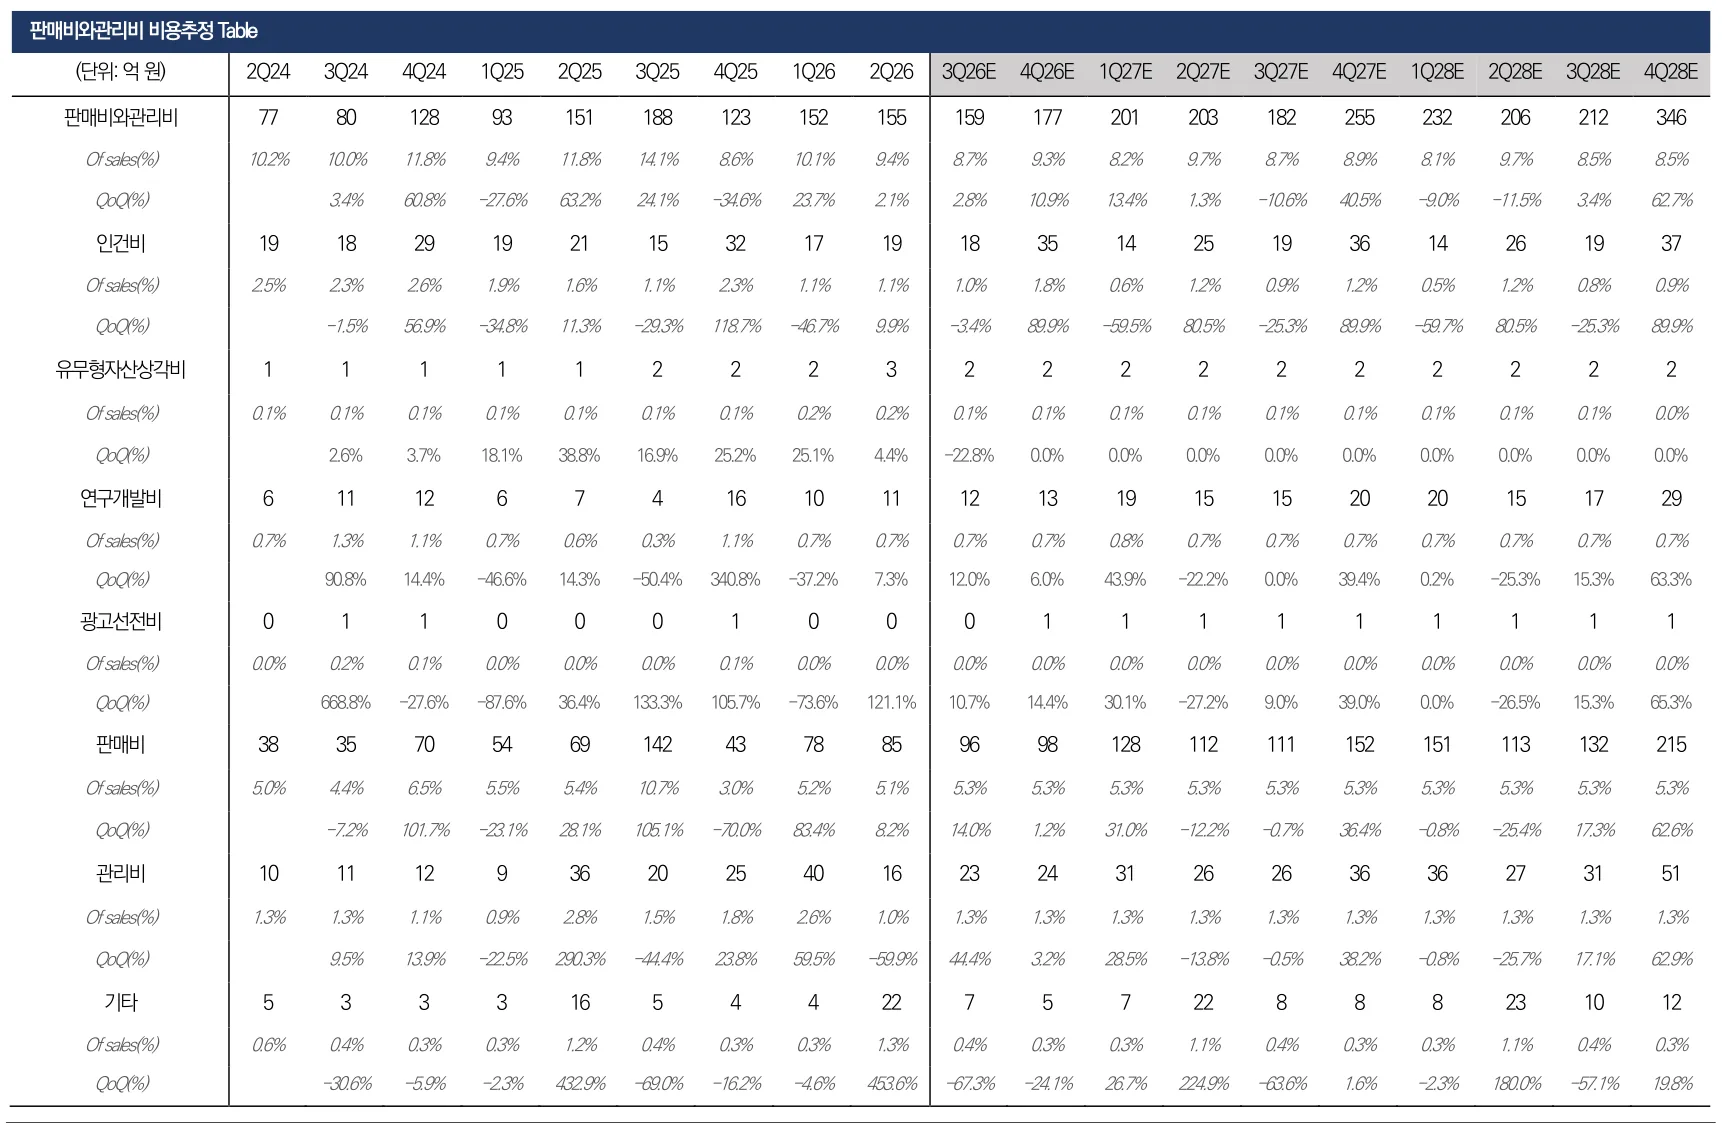 판매비와관리비 비용추정 Table
(단위: 억 원) 2Q24 3Q24 4Q24 1Q25 2Q25 3Q25 4Q25 1Q26 2Q26 3Q26E 4Q26E 1Q27E 2Q27E 3Q27E 4Q27E 1Q28E 2Q28E 3Q28E 4Q28E
판매비와관리비 77 80 128 93 151 188 123 152 155 159 177 201 203 182 255 232 206 212 346
Of sales(%) 10.2% 10.0% 11.8% 9.4% 11.8% 14.1% 8.6% 10.1% 9.4% 8.7% 9.3% 8.2% 9.7% 8.7% 8.9% 8.1% 9.7% 8.5% 8.5%
QoQ(%) 3.4% 60.8% -27.6% 63.2% 24.1% -34.6% 23.7% 2.1% 2.8% 10.9% 13.4% 1.3% -10.6% 40.5% -9.0% -11.5% 3.4% 62.7%
인건비 19 18 29 19 21 15 32 17 19 18 35 14 25 19 36 14 26 19 37
Of sales(%) 2.5% 2.3% 2.6% 1.9% 1.6% 1.1% 2.3% 1.1% 1.1% 1.0% 1.8% 0.6% 1.2% 0.9% 1.2% 0.5% 1.2% 0.8% 0.9%
QoQ(%) -1.5% 56.9% -34.8% 11.3% -29.3% 118.7% -46.7% 9.9% -3.4% 89.9% -59.5% 80.5% -25.3% 89.9% -59.7% 80.5% -25.3% 89.9%
유무형자산상각비 1 1 1 1 1 2 2 2 3 2 2 2 2 2 2 2 2 2 2
Of sales(%) 0.1% 0.1% 0.1% 0.1% 0.1% 0.1% 0.1% 0.2% 0.2% 0.1% 0.1% 0.1% 0.1% 0.1% 0.1% 0.1% 0.1% 0.1% 0.0%
QoQ(%) 2.6% 3.7% 18.1% 38.8% 16.9% 25.2% 25.1% 4.4% -22.8% 0.0% 0.0% 0.0% 0.0% 0.0% 0.0% 0.0% 0.0% 0.0%
연구개발비 6 11 12 6 7 4 16 10 11 12 13 19 15 15 20 20 15 17 29
Of sales(%) 0.7% 1.3% 1.1% 0.7% 0.6% 0.3% 1.1% 0.7% 0.7% 0.7% 0.7% 0.8% 0.7% 0.7% 0.7% 0.7% 0.7% 0.7% 0.7%
QoQ(%) 90.8% 14.4% -46.6% 14.3% -50.4% 340.8% -37.2% 7.3% 12.0% 6.0% 43.9% -22.2% 0.0% 39.4% 0.2% -25.3% 15.3% 63.3%
광고선전비 0 1 1 0 0 0 1 0 0 0 1 1 1 1 1 1 1 1 1
Of sales(%) 0.0% 0.2% 0.1% 0.0% 0.0% 0.0% 0.1% 0.0% 0.0% 0.0% 0.0% 0.0% 0.0% 0.0% 0.0% 0.0% 0.0% 0.0% 0.0%
QoQ(%) 668.8% -27.6% -87.6% 36.4% 133.3% 105.7% -73.6% 121.1% 10.7% 14.4% 30.1% -27.2% 9.0% 39.0% 0.0% -26.5% 15.3% 65.3%
판매비 38 35 70 54 69 142 43 78 85 96 98 128 112 111 152 151 113 132 215
Of sales(%) 5.0% 4.4% 6.5% 5.5% 5.4% 10.7% 3.0% 5.2% 5.1% 5.3% 5.3% 5.3% 5.3% 5.3% 5.3% 5.3% 5.3% 5.3% 5.3%
QoQ(%) -7.2% 101.7% -23.1% 28.1% 105.1% -70.0% 83.4% 8.2% 14.0% 1.2% 31.0% -12.2% -0.7% 36.4% -0.8% -25.4% 17.3% 62.6%
관리비 10 11 12 9 36 20 25 40 16 23 24 31 26 26 36 36 27 31 51
Of sales(%) 1.3% 1.3% 1.1% 0.9% 2.8% 1.5% 1.8% 2.6% 1.0% 1.3% 1.3% 1.3% 1.3% 1.3% 1.3% 1.3% 1.3% 1.3% 1.3%
QoQ(%) 9.5% 13.9% -22.5% 290.3% -44.4% 23.8% 59.5% -59.9% 44.4% 3.2% 28.5% -13.8% -0.5% 38.2% -0.8% -25.7% 17.1% 62.9%
기타 5 3 3 3 16 5 4 4 22 7 5 7 22 8 8 8 23 10 12
Of sales(%) 0.6% 0.4% 0.3% 0.3% 1.2% 0.4% 0.3% 0.3% 1.3% 0.4% 0.3% 0.3% 1.1% 0.4% 0.3% 0.3% 1.1% 0.4% 0.3%
QoQ(%) -30.6% -5.9% -2.3% 432.9% -69.0% -16.2% -4.6% 453.6% -67.3% -24.1% 26.7% 224.9% -63.6% 1.6% -2.3% 180.0% -57.1% 19.8%